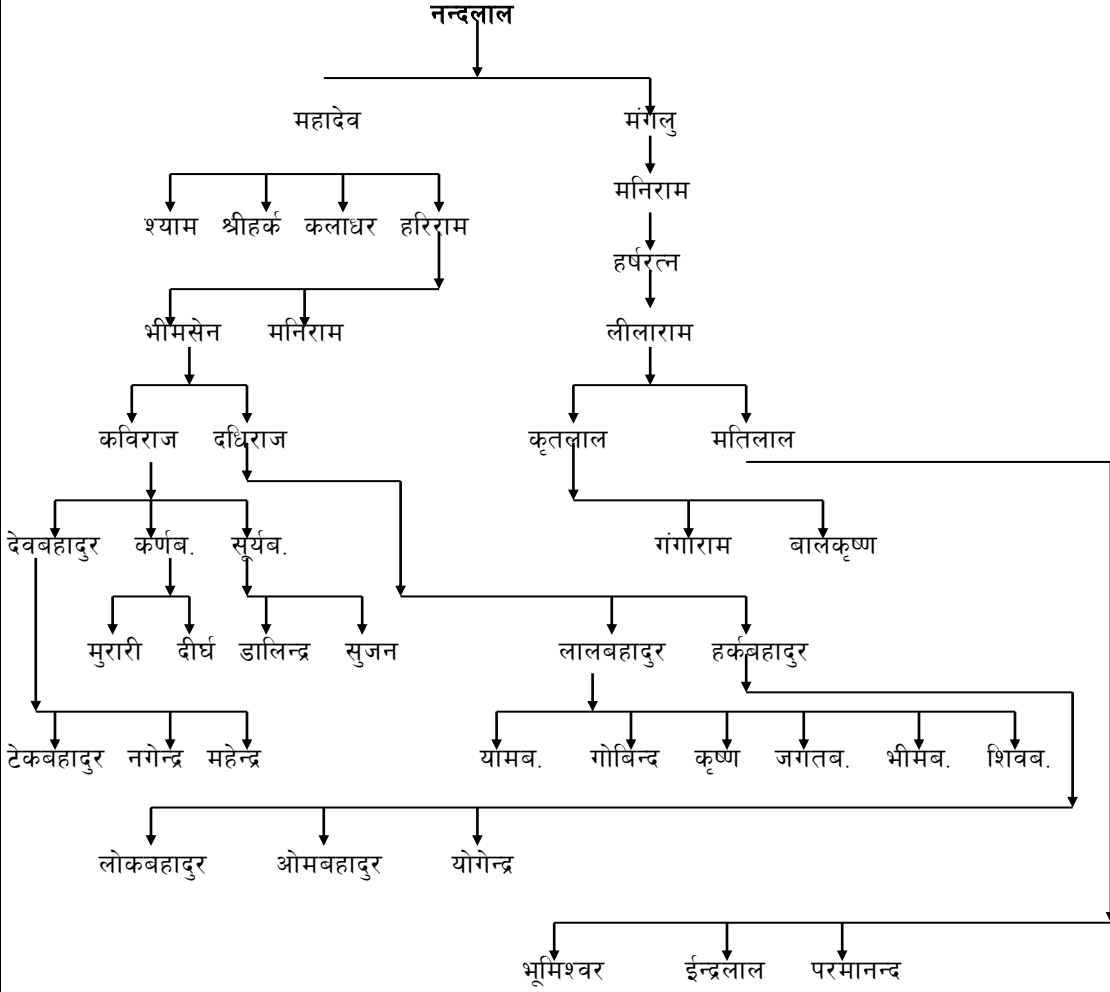 नन्दलाल
महादेव मंगलु
मनिराम
श्याम श्रीहर्क कलाधर हरिराम
हर्षरत्न
भीमसेन मनिराम लीलाराम
कविराज दधिराज कृतलाल मतिलाल
देवबहादुर कर्णब. सूर्यब. गंगाराम बालकृष्ण
मुरारी दीर्घ डालिन्द्र सुजन लालबहादुर हर्कबहादुर
टेकबहादुर नगेन्द्र महेन्द्र यामब. गोबिन्द कृष्ण जगतब. भीमब. शिवब.
लोकबहादुर ओमबहादुर योगेन्द्र
भूमिश्वर ईन्द्रलाल परमानन्द